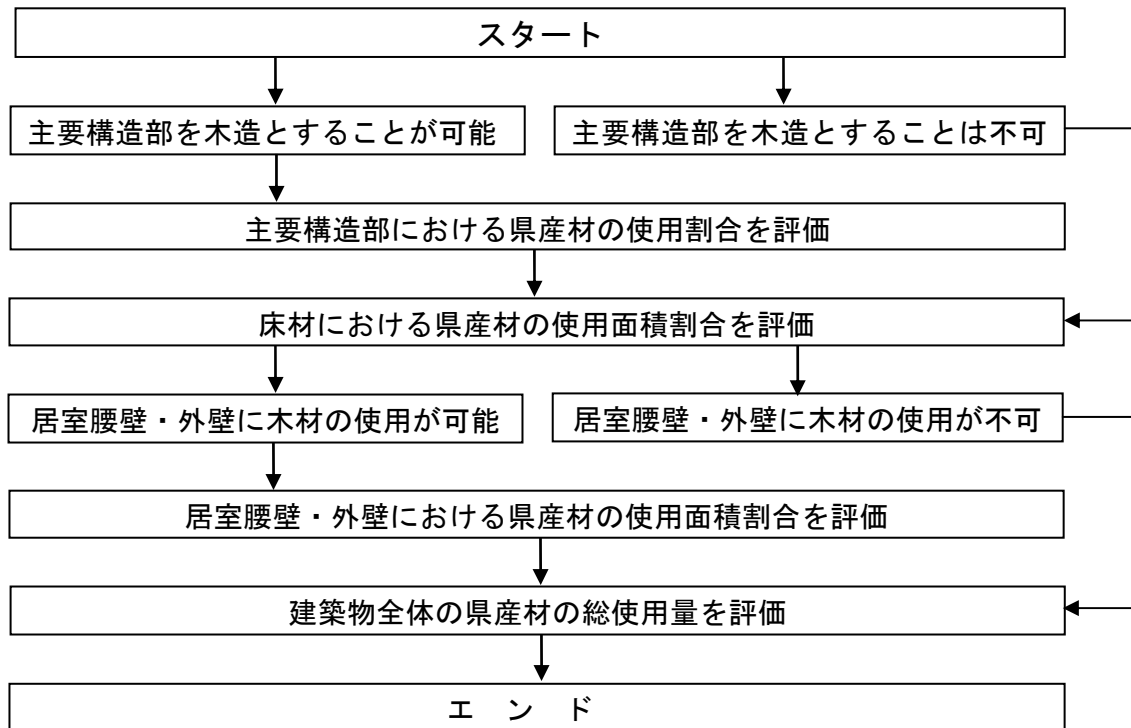 スタート
主要構造部を木造とすることが可能
主要構造部を木造とすることは不可
主要構造部における県産材の使用割合を評価
床材における県産材の使用面積割合を評価
居室腰壁・外壁に木材の使用が可能
居室腰壁・外壁に木材の使用が不可
居室腰壁・外壁における県産材の使用面積割合を評価
建築物全体の県産材の総使用量を評価
エ ン ド